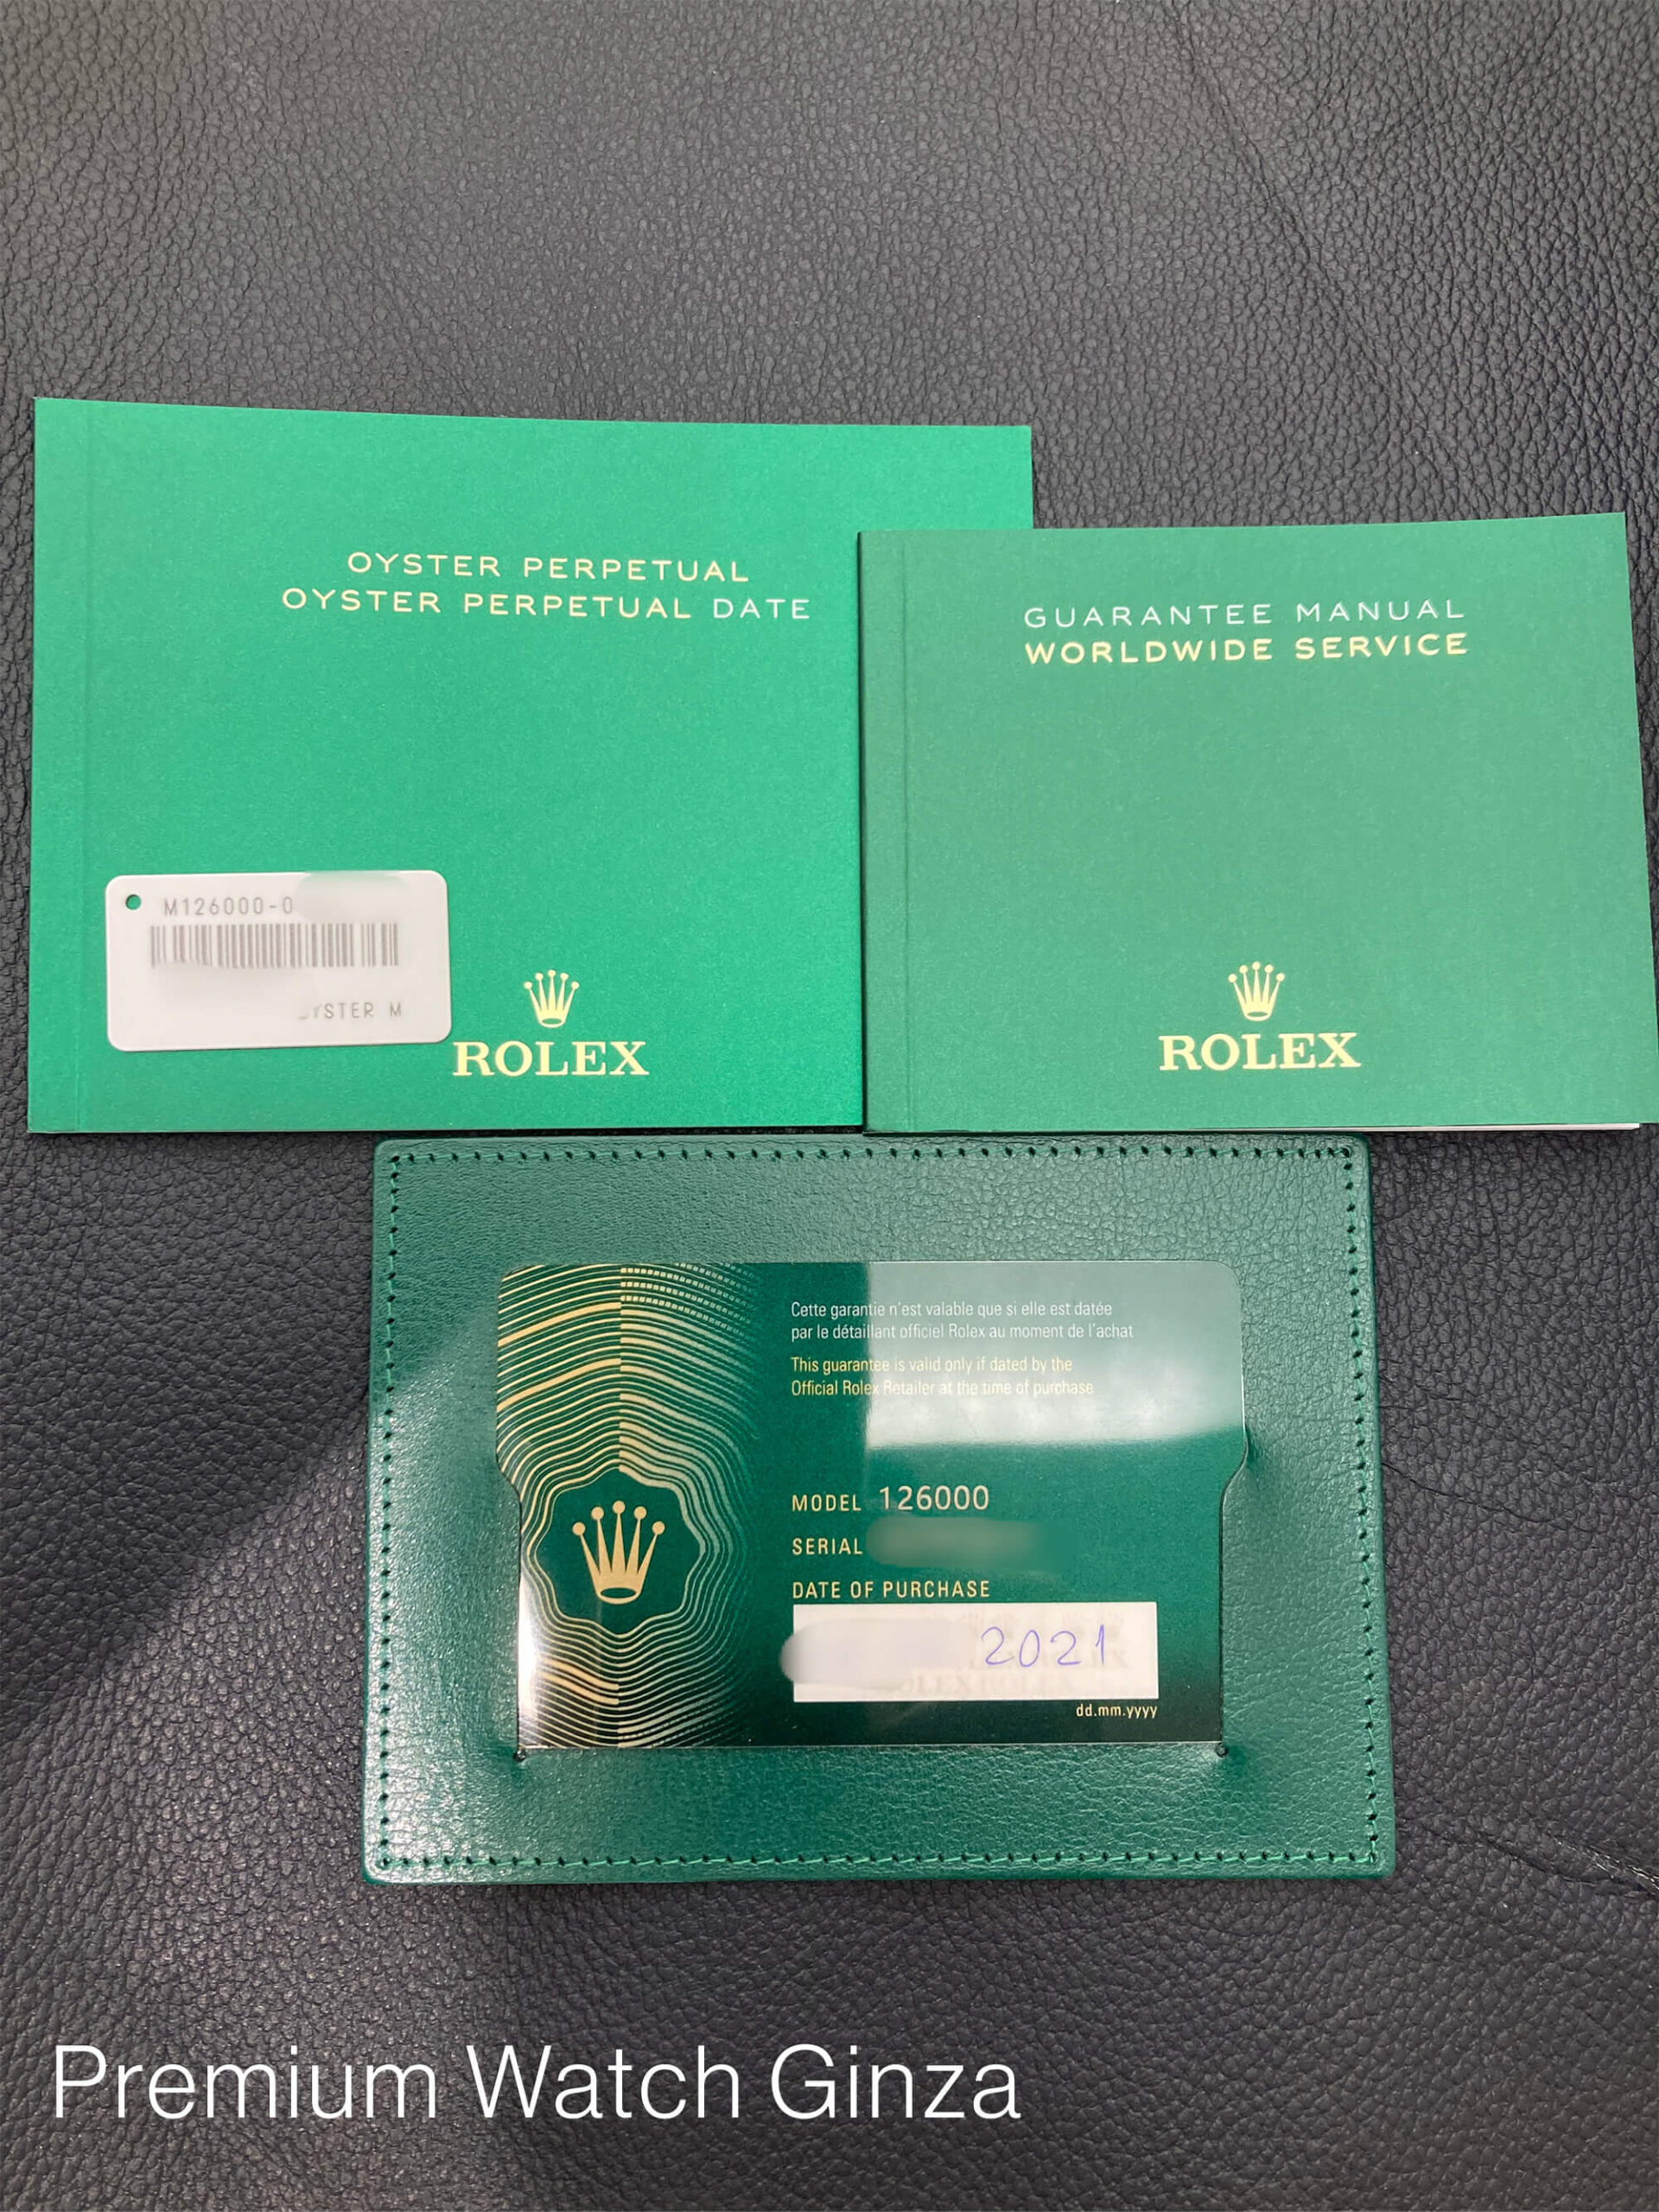 OYSTER PERPETUAL
OYSTER PERPETUAL DATE
M126000-0
OYSTER M
ROLEX
GUARANTEE MANUAL
WORLDWIDE SERVICE
ROLEX
Cette garantie n'est valable que si elle est datée
par le détaillant officiel Rolex au moment de l'achat
This guarantee is valid only if dated by the
Official Rolex Retailer at the time of purchase
MODEL 126000
SERIAL
DATE OF PURCHASE
2021
dd.mm.yyyy
Premium Watch Ginza